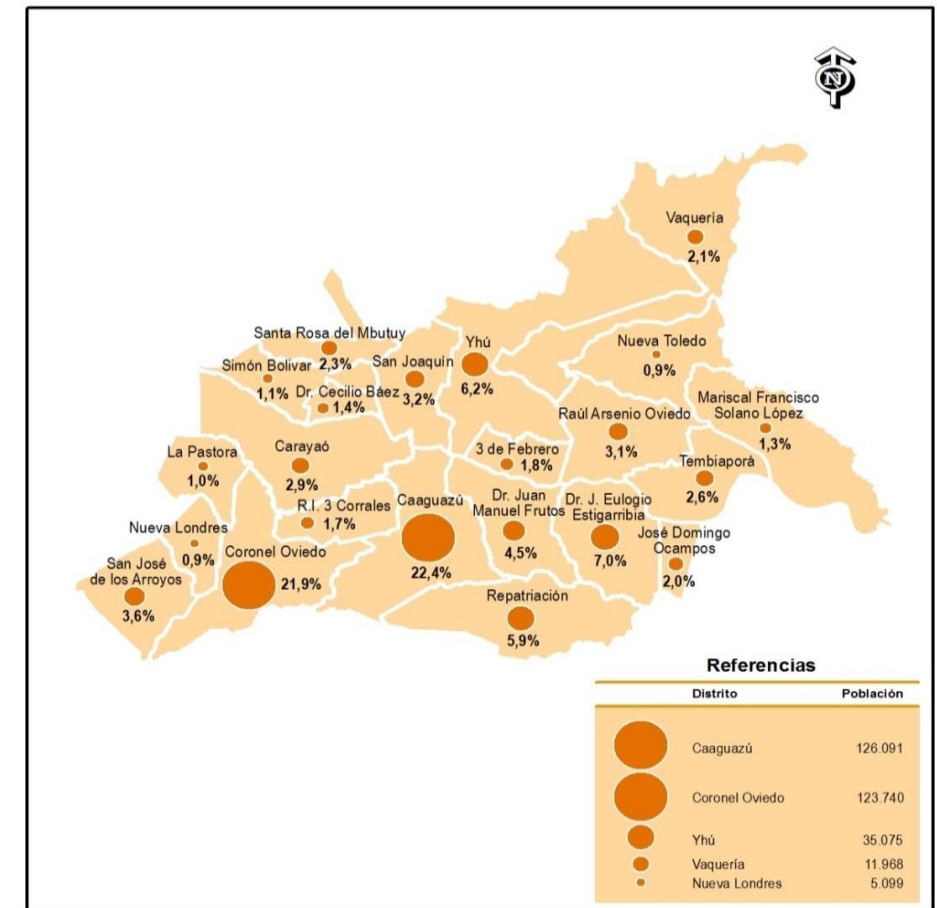 N
Vaquería
2,1%
Santa Rosa del Mbutuy
2,3%
Simón Bolivar
1,1%
Dr. Cecilio Báez
1,4%
San Joaquín
3,2%
Yhú
6,2%
Nueva Toledo
0,9%
Mariscal Francisco
Solano López
1,3%
Raúl Arsenio Oviedo
3,1%
La Pastora
1,0%
Carayaó
2,9%
3 de Febrero
1,8%
Tembiaporá
2,6%
R.I. 3 Corrales
1,7%
Caaguazú
22,4%
Dr. Juan
Manuel Frutos
4,5%
Dr. J. Eulogio
Estigarribia
7,0%
José Domingo
Ocampos
2,0%
Nueva Londres
0,9%
Coronel Oviedo
21,9%
San José
de los Arroyos
3,6%
Repatriación
5,9%
Referencias
Distrito Población
Caaguazú 126.091
Coronel Oviedo 123.740
Yhú 35.075
Vaquería 11.968
Nueva Londres 5.099